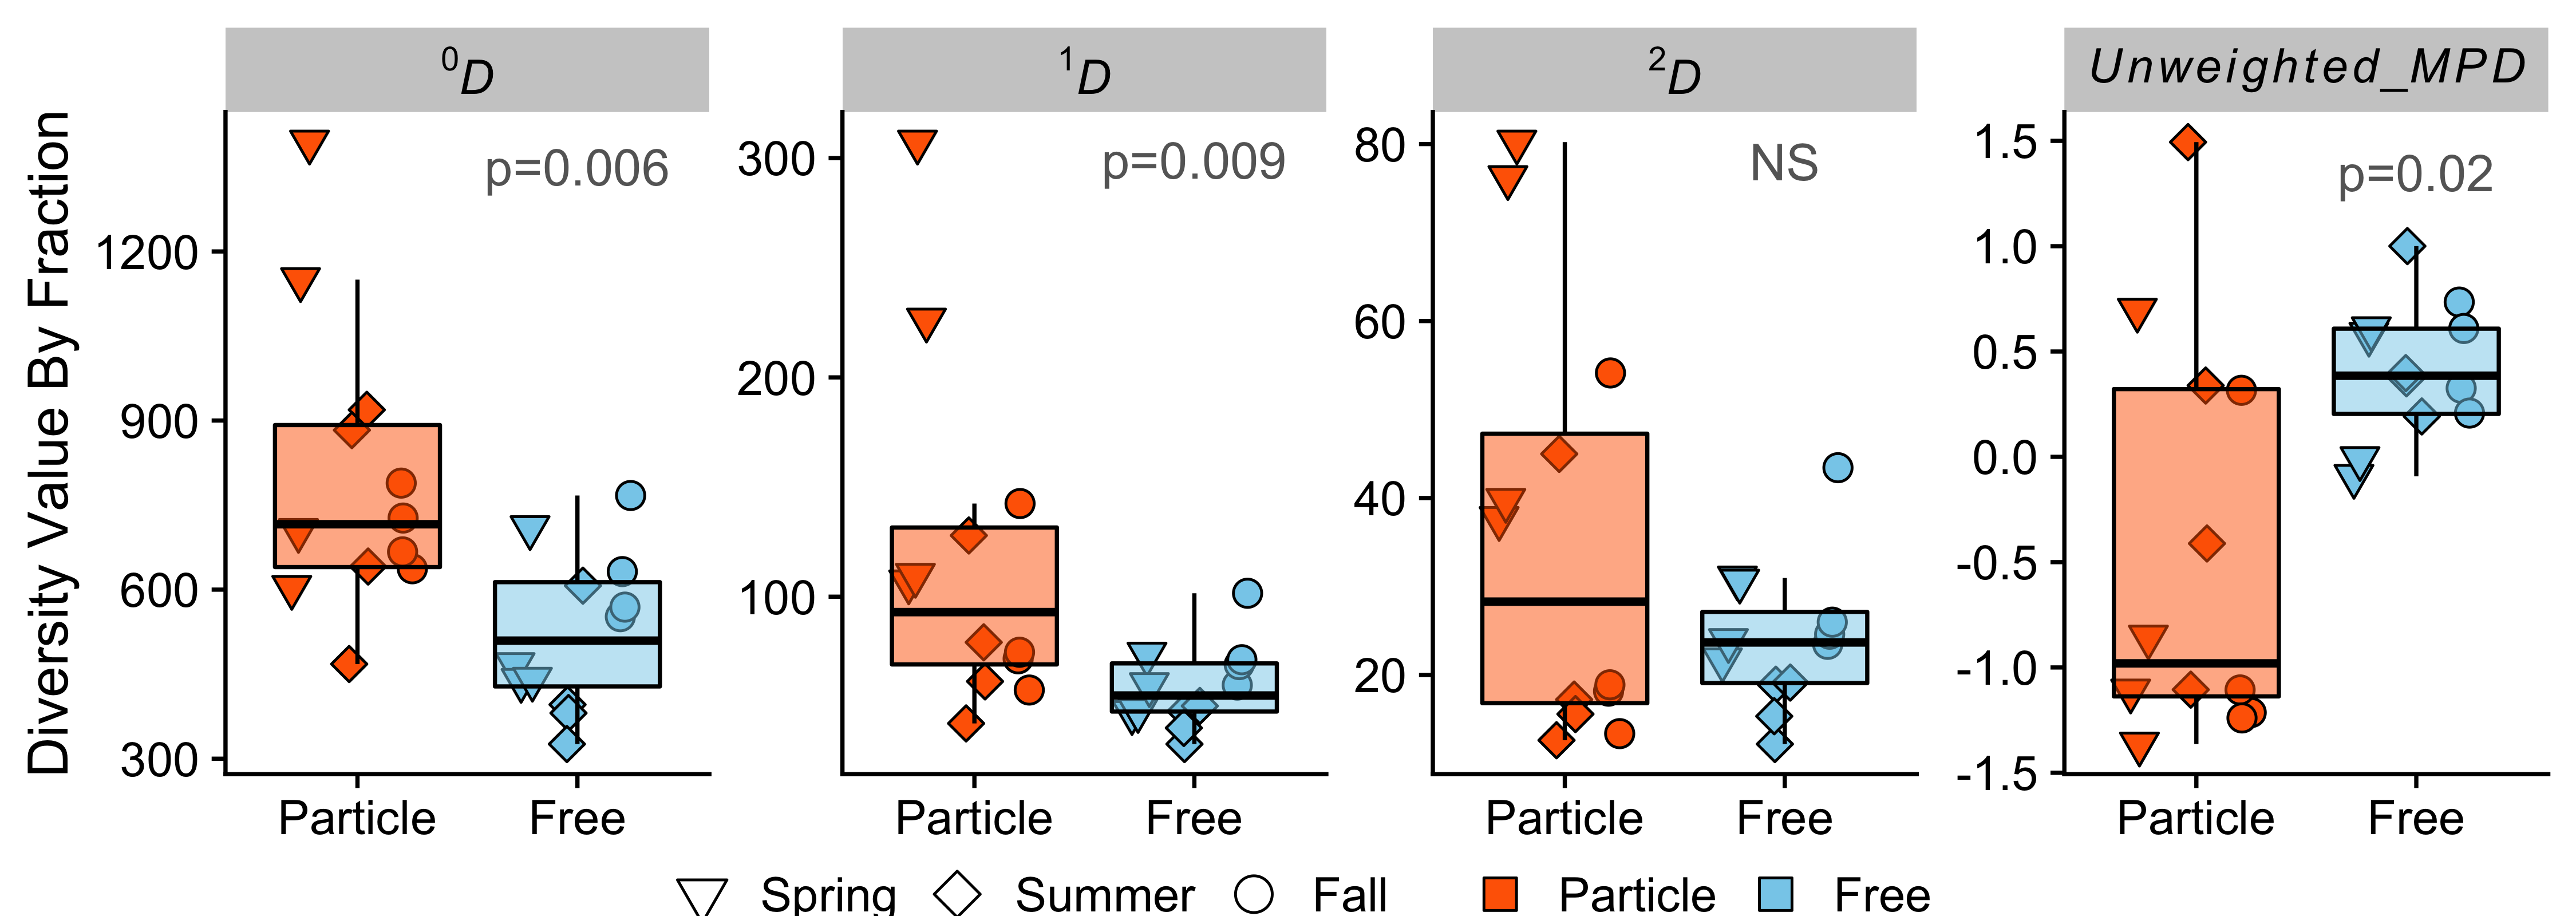 Diversity Value By Fraction
⁰D
p=0.006
1200
900
600
300
Particle Free
¹D
p=0.009
300
200
100
Particle Free
²D
NS
80
60
40
20
Particle Free
Unweighted_MPD
p=0.02
1.5
1.0
0.5
0.0
-0.5
-1.0
-1.5
Particle Free
Spring Summer Fall Particle Free